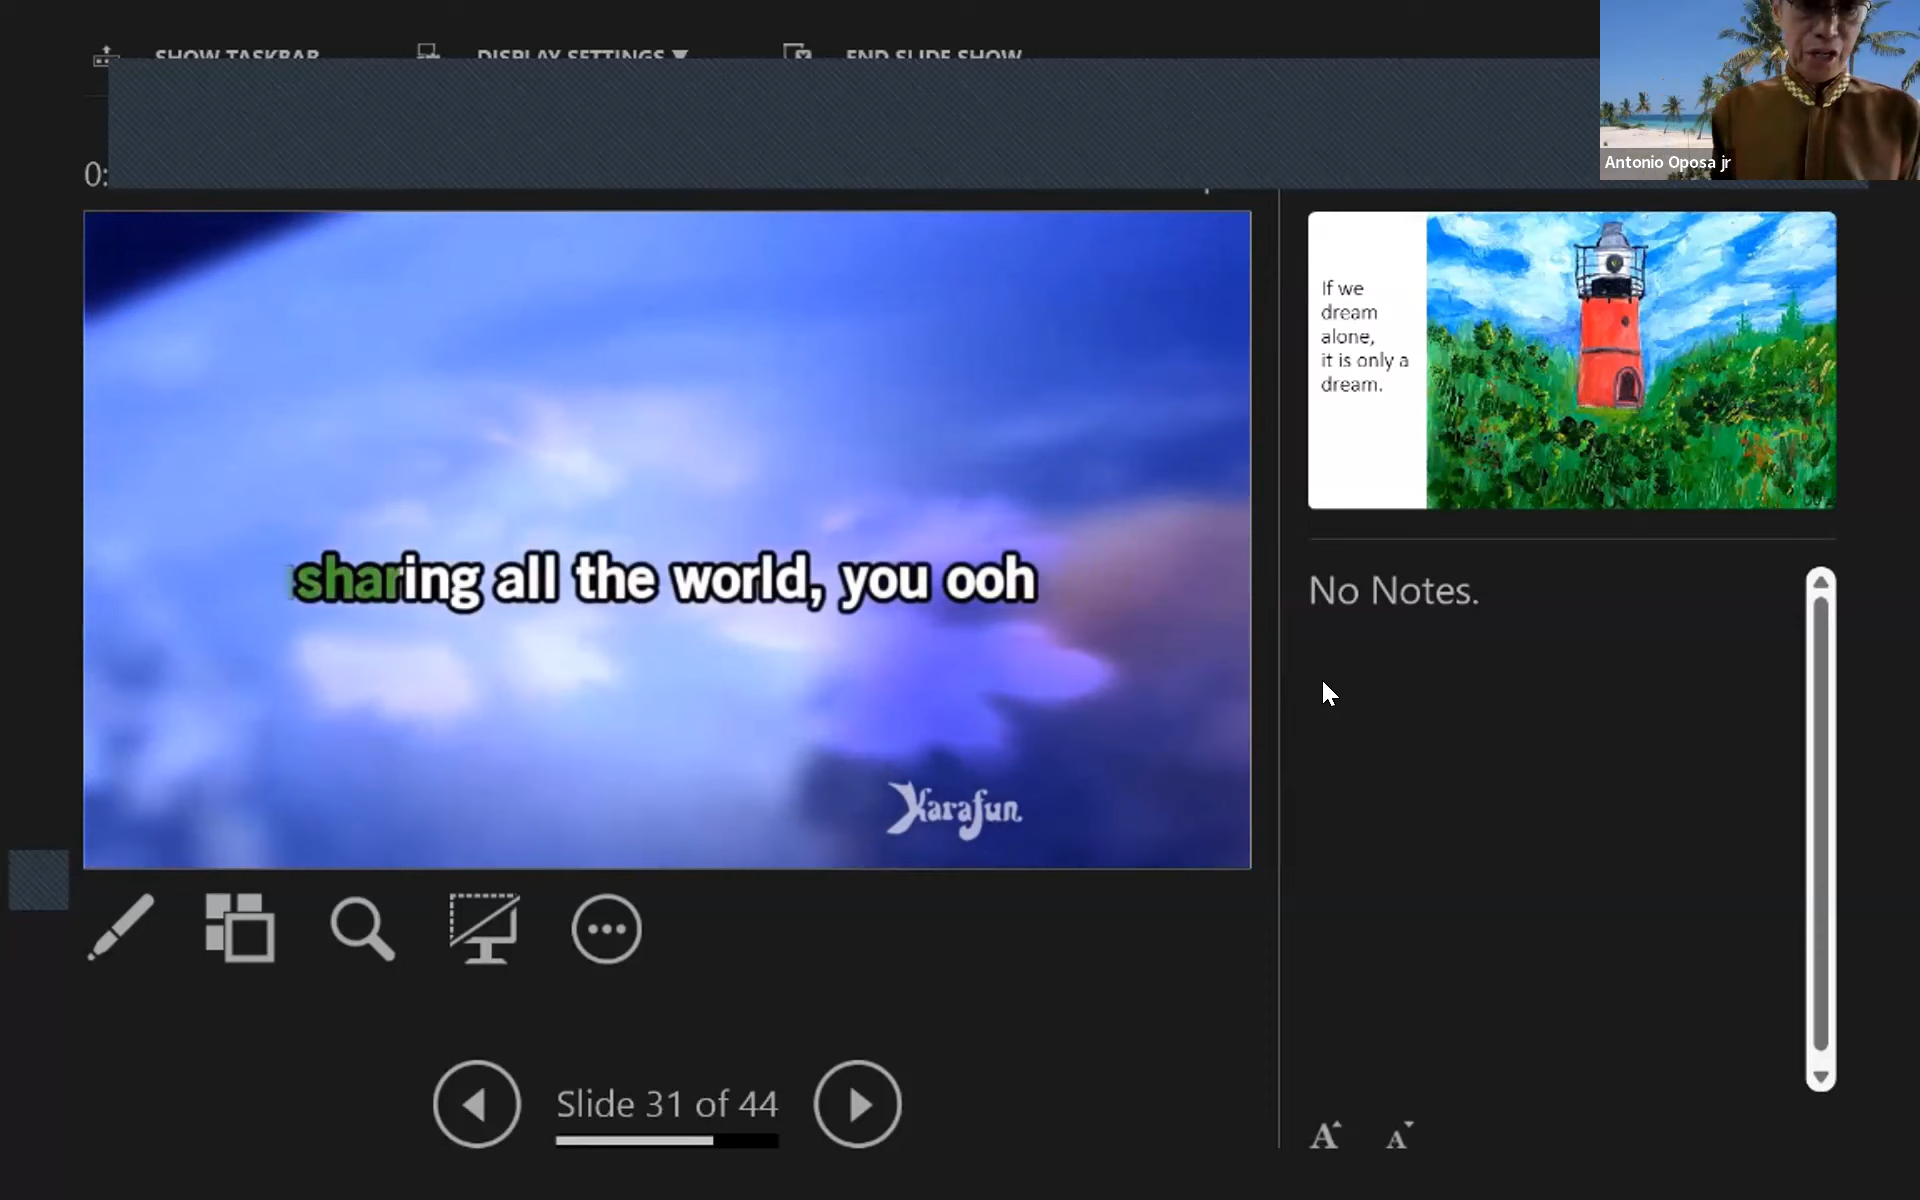 SHOW TASKBAR
DISPLAY SETTINGS
END SLIDE SHOW
Antonio Oposa jr
0:
If we
dream
alone,
it is only a
dream.
sharing all the world, you ooh
Karafun
No Notes.
Slide 31 of 44
A A